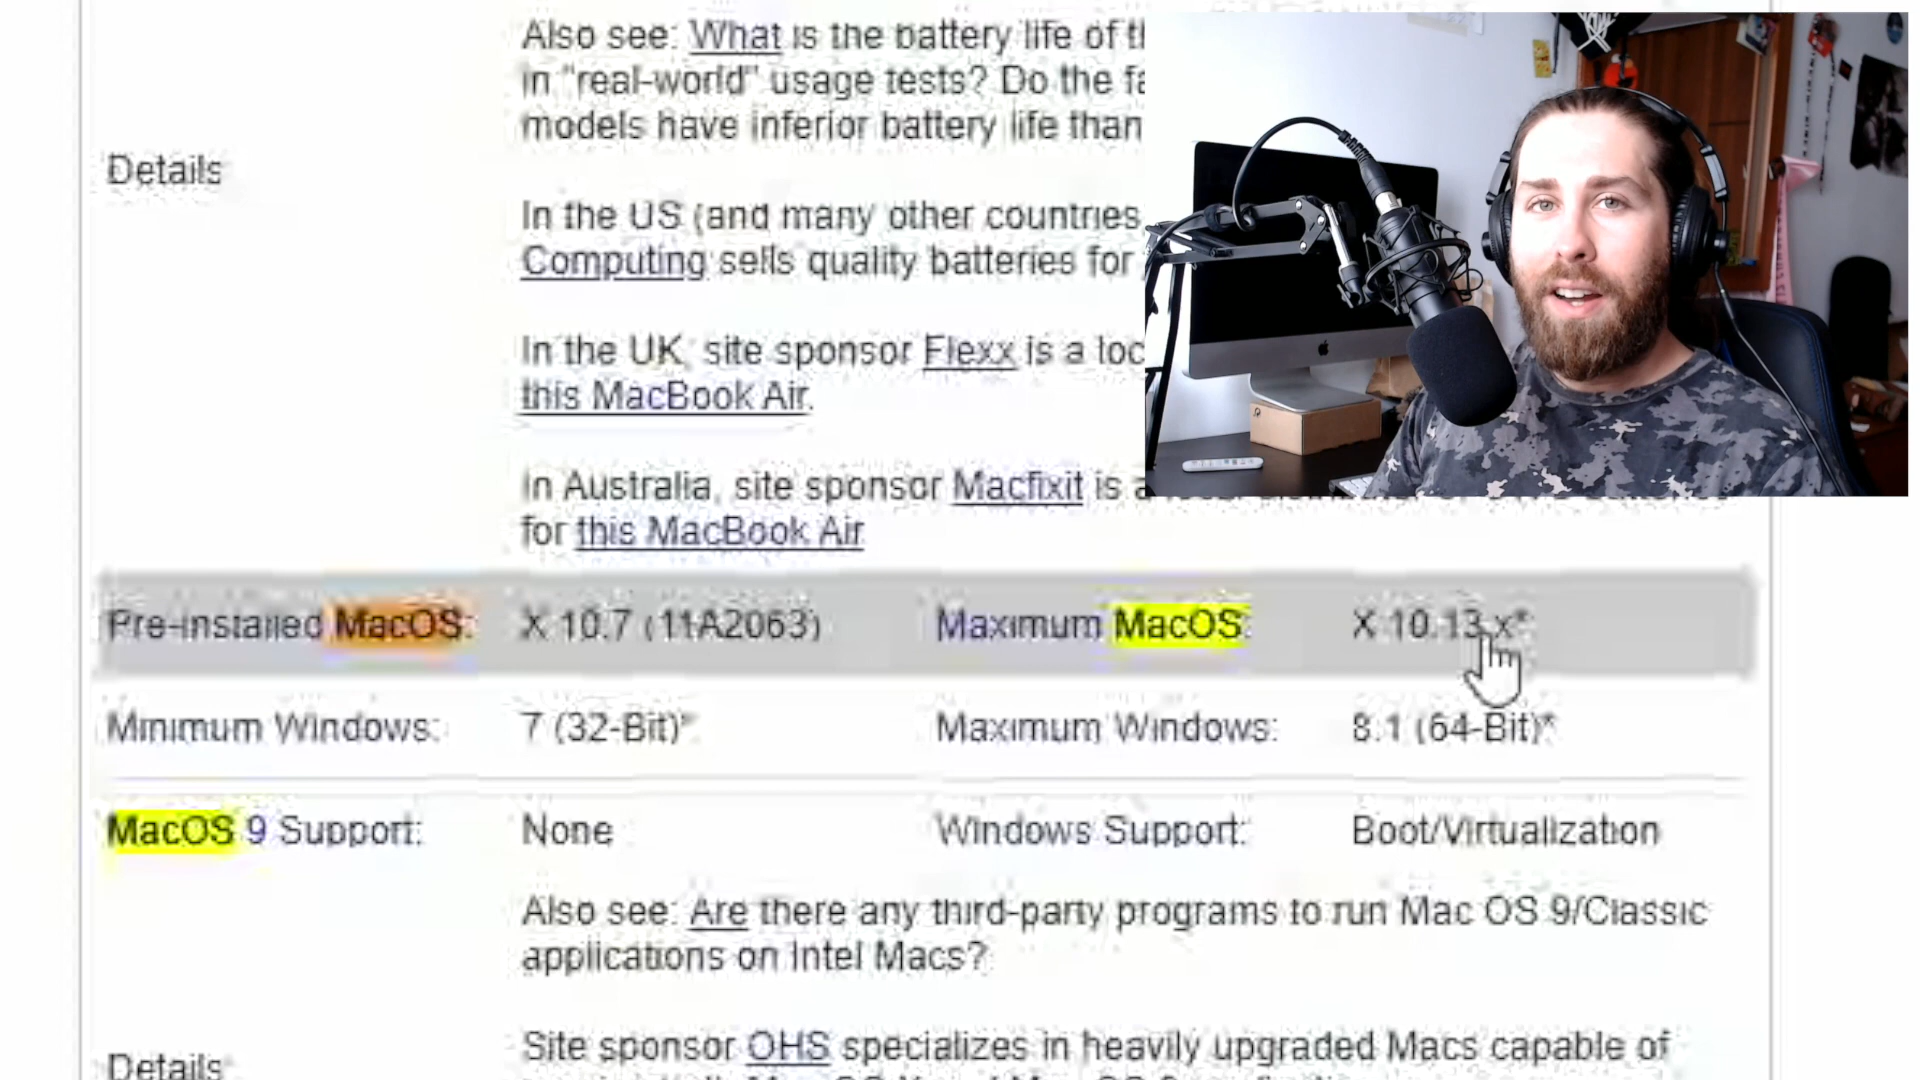 Also see: What is the battery life of
in "real-world" usage tests? Do the
models have inferior battery life than
Details
In the US (and many other countries
Computing sells quality batteries for
In the UK, site sponsor Flexx is a
this MacBook Air.
In Australia, site sponsor Macfixit is
for this MacBook Air
Pre-installed MacOS: X 10.7 (11A2063) Maximum MacOS: X 10.13.x*
Minimum Windows: 7 (32-Bit)* Maximum Windows: 8.1 (64-Bit)*
MacOS 9 Support: None Windows Support: Boot/Virtualization
Also see: Are there any third-party programs to run Mac OS 9/Classic
applications on Intel Macs?
Site sponsor OHS specializes in heavily upgraded Macs capable of
Details